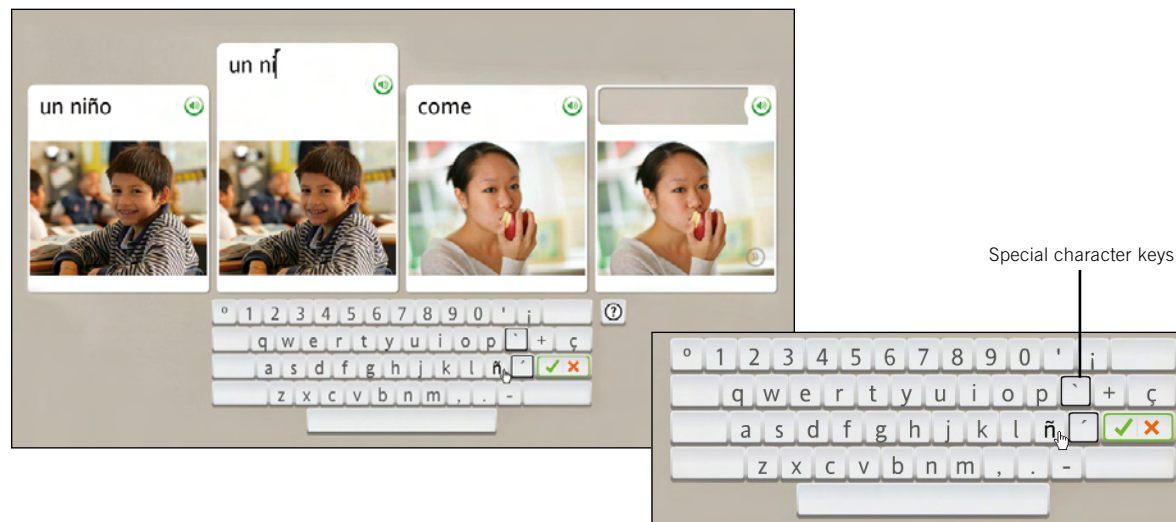 un niño
un ni
come
º 1 2 3 4 5 6 7 8 9 0 ' ¡
q w e r t y u i o p ` + ç
a s d f g h j k l ñ ´
z x c v b n m , . -
?
Special character keys
º 1 2 3 4 5 6 7 8 9 0 ' ¡
q w e r t y u i o p ` + ç
a s d f g h j k l ñ ´
z x c v b n m , . -